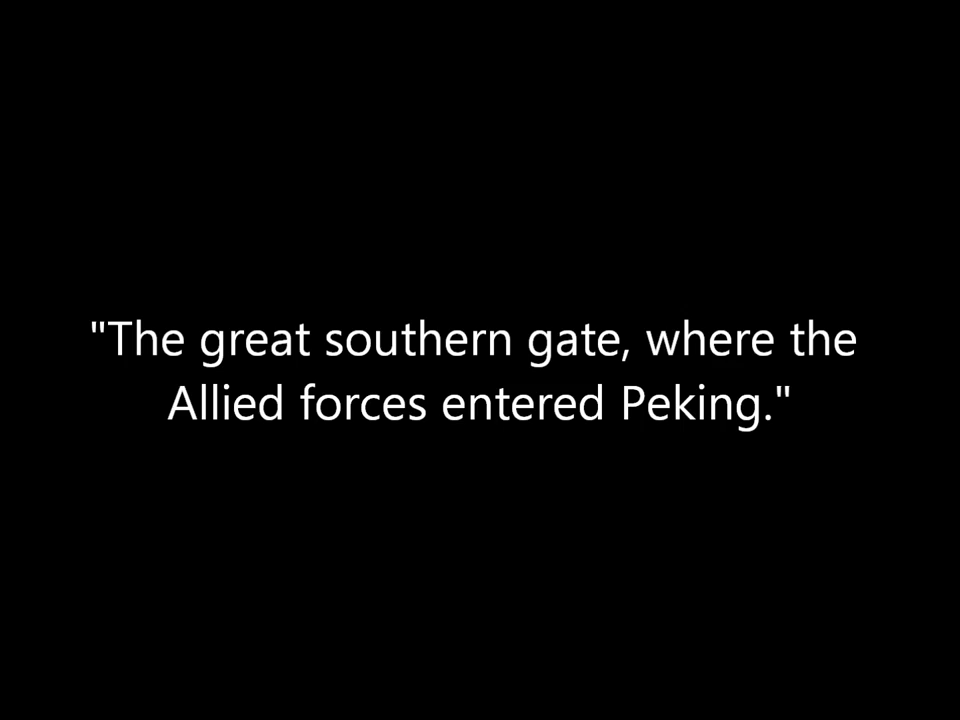 "The great southern gate, where the
Allied forces entered Peking."